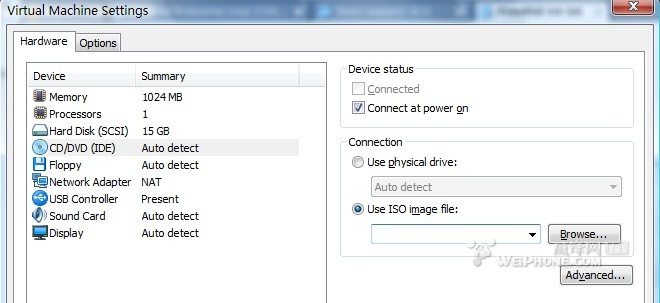 Virtual Machine Settings
Hardware
Options
Device Summary
Memory 1024 MB
Processors 1
Hard Disk (SCSI) 15 GB
CD/DVD (IDE) Auto detect
Floppy Auto detect
Network Adapter NAT
USB Controller Present
Sound Card Auto detect
Display Auto detect
Device status
Connected
Connect at power on
Connection
Use physical drive:
Auto detect
Use ISO image file:
Browse...
WEIPHONE.COM
Advanced...